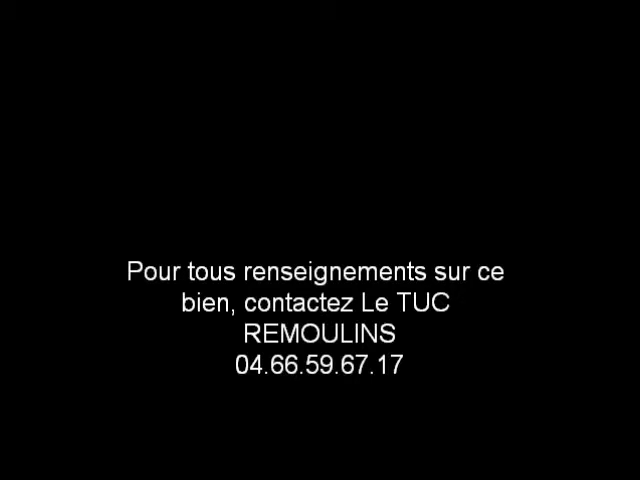 Pour tous renseignements sur ce
bien, contactez Le TUC
REMOULINS
04.66.59.67.17